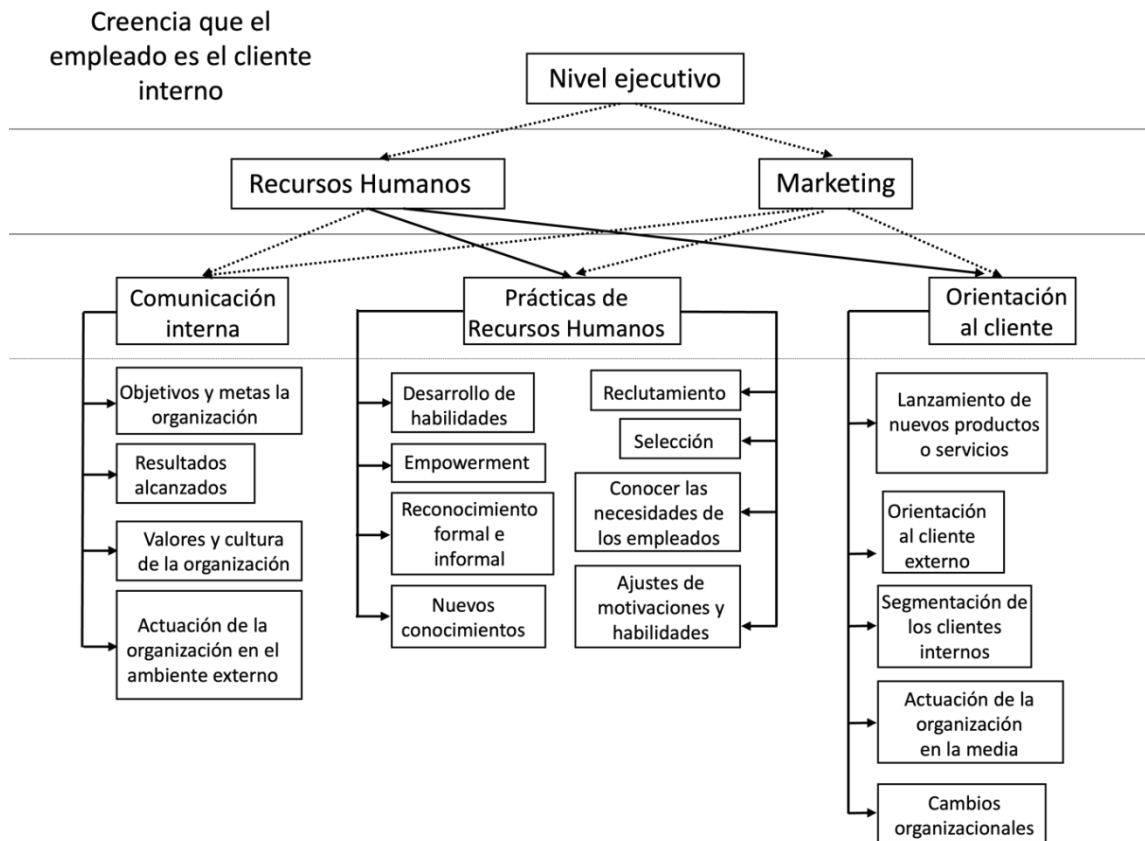 Creencia que el
empleado es el cliente
interno
Nivel ejecutivo
Recursos Humanos
Marketing
Comunicación
interna
Prácticas de
Recursos Humanos
Orientación
al cliente
Objetivos y metas la
organización
Resultados
alcanzados
Valores y cultura
de la organización
Actuación de la
organización en el
ambiente externo
Desarrollo de
habilidades
Empowerment
Reconocimiento
formal e
informal
Nuevos
conocimientos
Reclutamiento
Selección
Conocer las
necesidades de
los empleados
Ajustes de
motivaciones y
habilidades
Lanzamiento de
nuevos productos
o servicios
Orientación
al cliente
externo
Segmentación de
los clientes
internos
Actuación de la
organización
en la media
Cambios
organizacionales